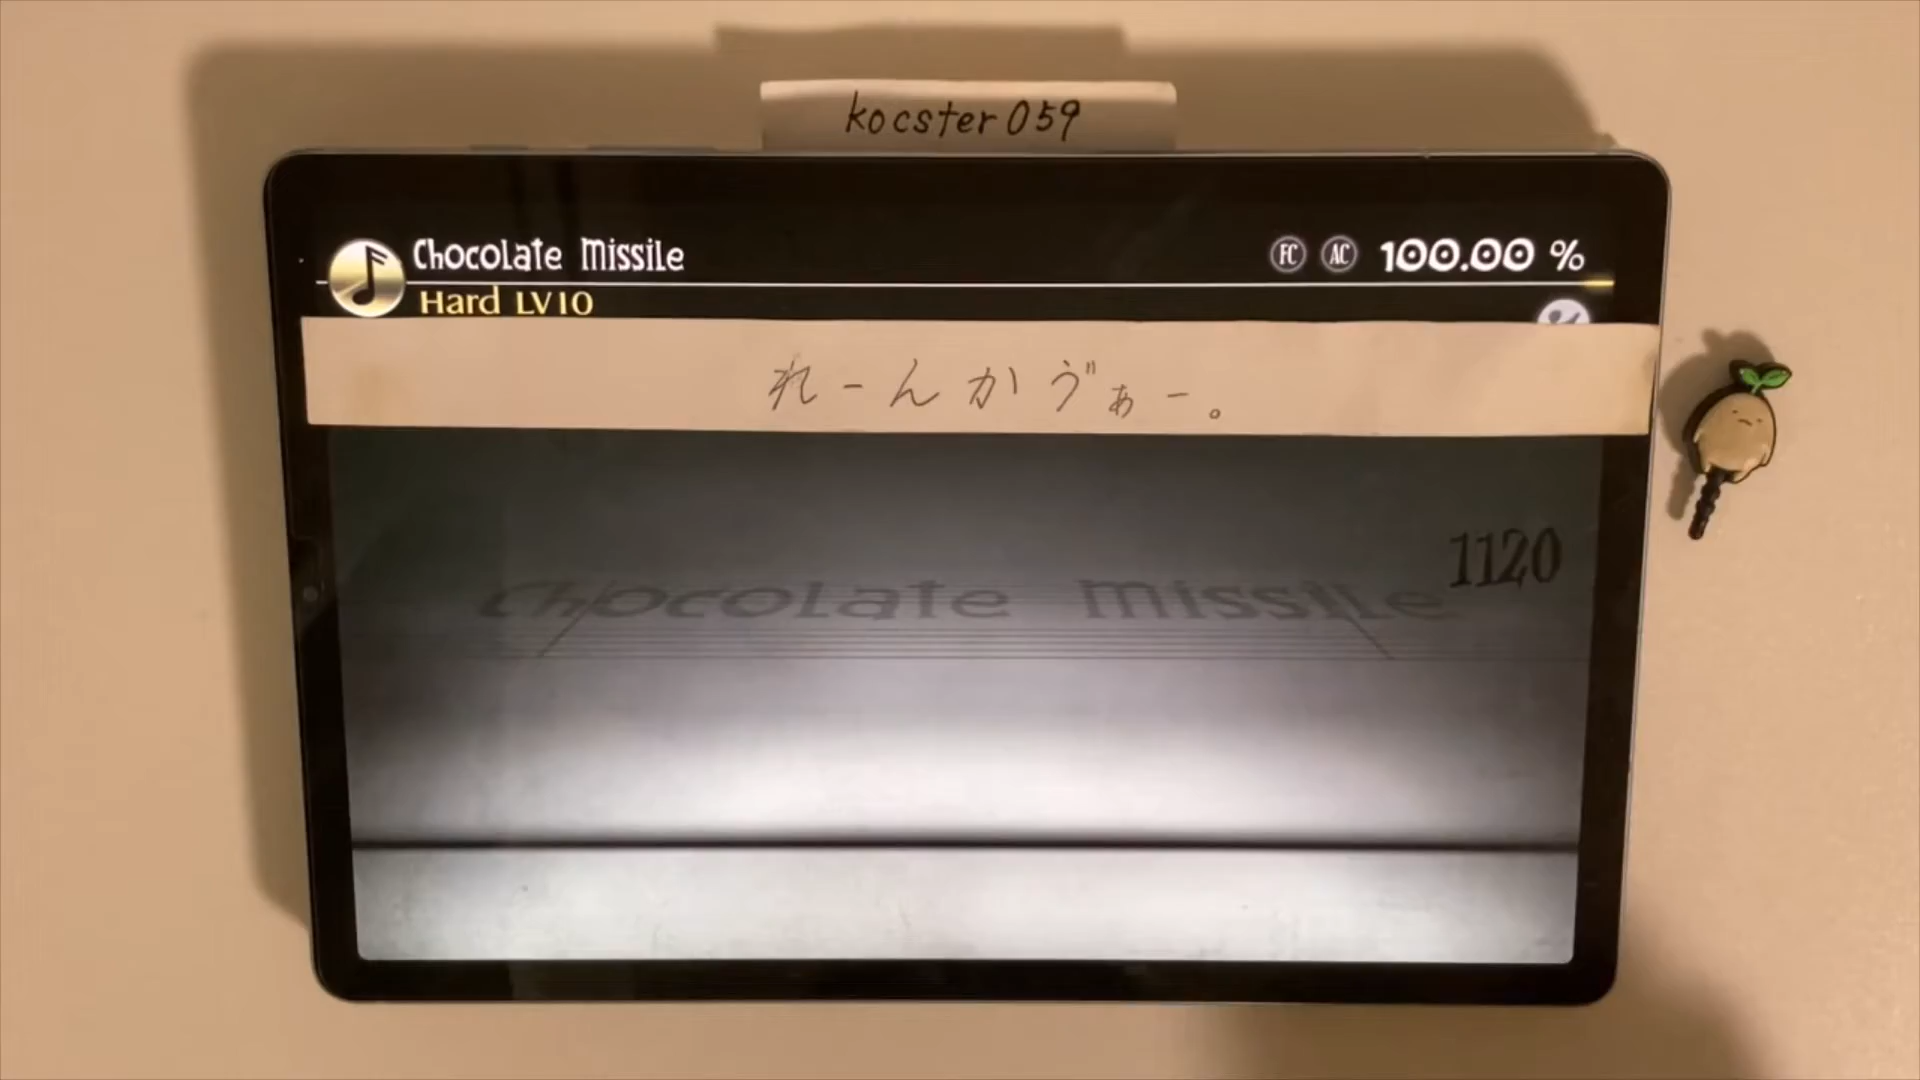 kocster059
Chocolate Missile
FC AC 100.00 %
Hard LV10
れーんかゔぁー。
1120
Chocolate Missile